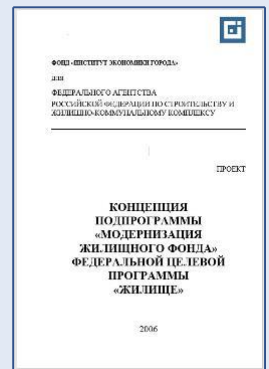 ФОНД «ИНСТИТУТ ЭКОНОМИКИ ГОРОДА»
для
ФЕДЕРАЛЬНОГО АГЕНТСТВА
РОССИЙСКОЙ ФЕДЕРАЦИИ ПО СТРОИТЕЛЬСТВУ И
ЖИЛИЩНО-КОММУНАЛЬНОМУ КОМПЛЕКСУ
ПРОЕКТ
КОНЦЕПЦИЯ
ПОДПРОГРАММЫ
«МОДЕРНИЗАЦИЯ
ЖИЛИЩНОГО ФОНДА»
ФЕДЕРАЛЬНОЙ ЦЕЛЕВОЙ
ПРОГРАММЫ
«ЖИЛИЩЕ»
2006